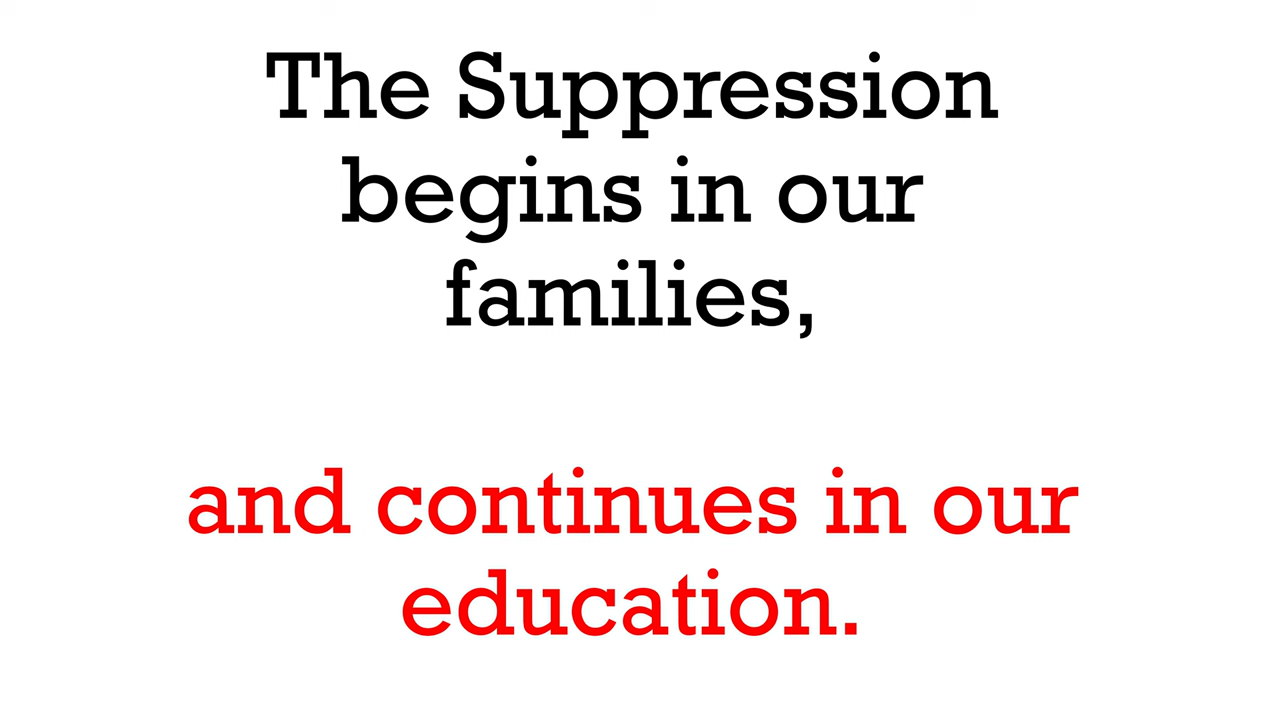 The Suppression
begins in our
families,
and continues in our
education.